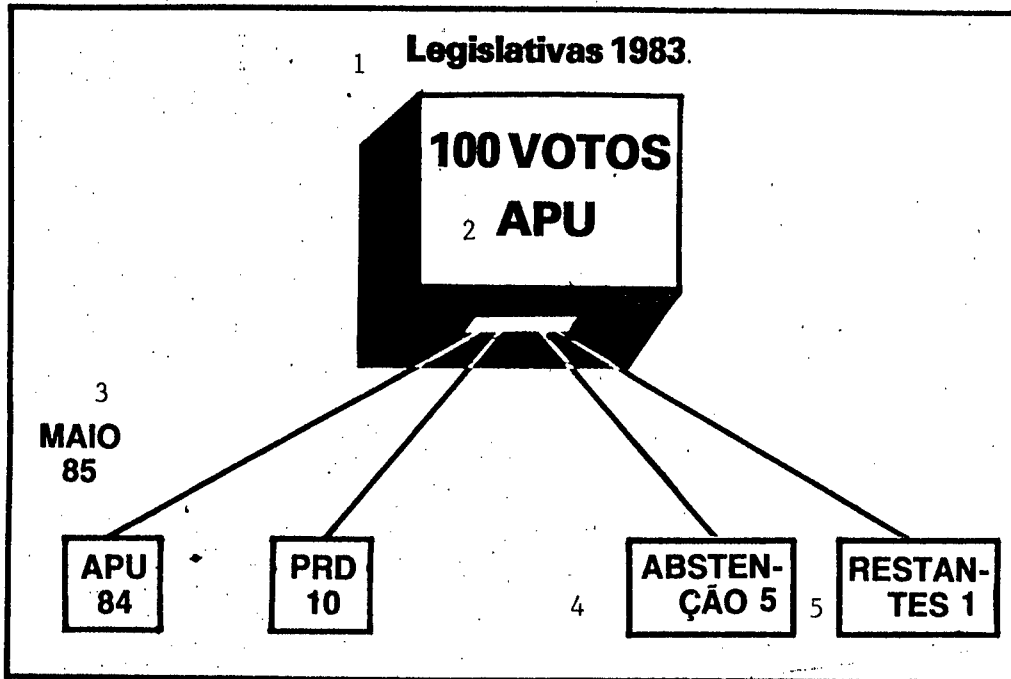 1 Legislativas 1983.
100 VOTOS
2 APU
3
MAIO
85
APU
84
PRD
10
4
ABSTEN-
ÇÃO 5
5
RESTAN-
TES 1